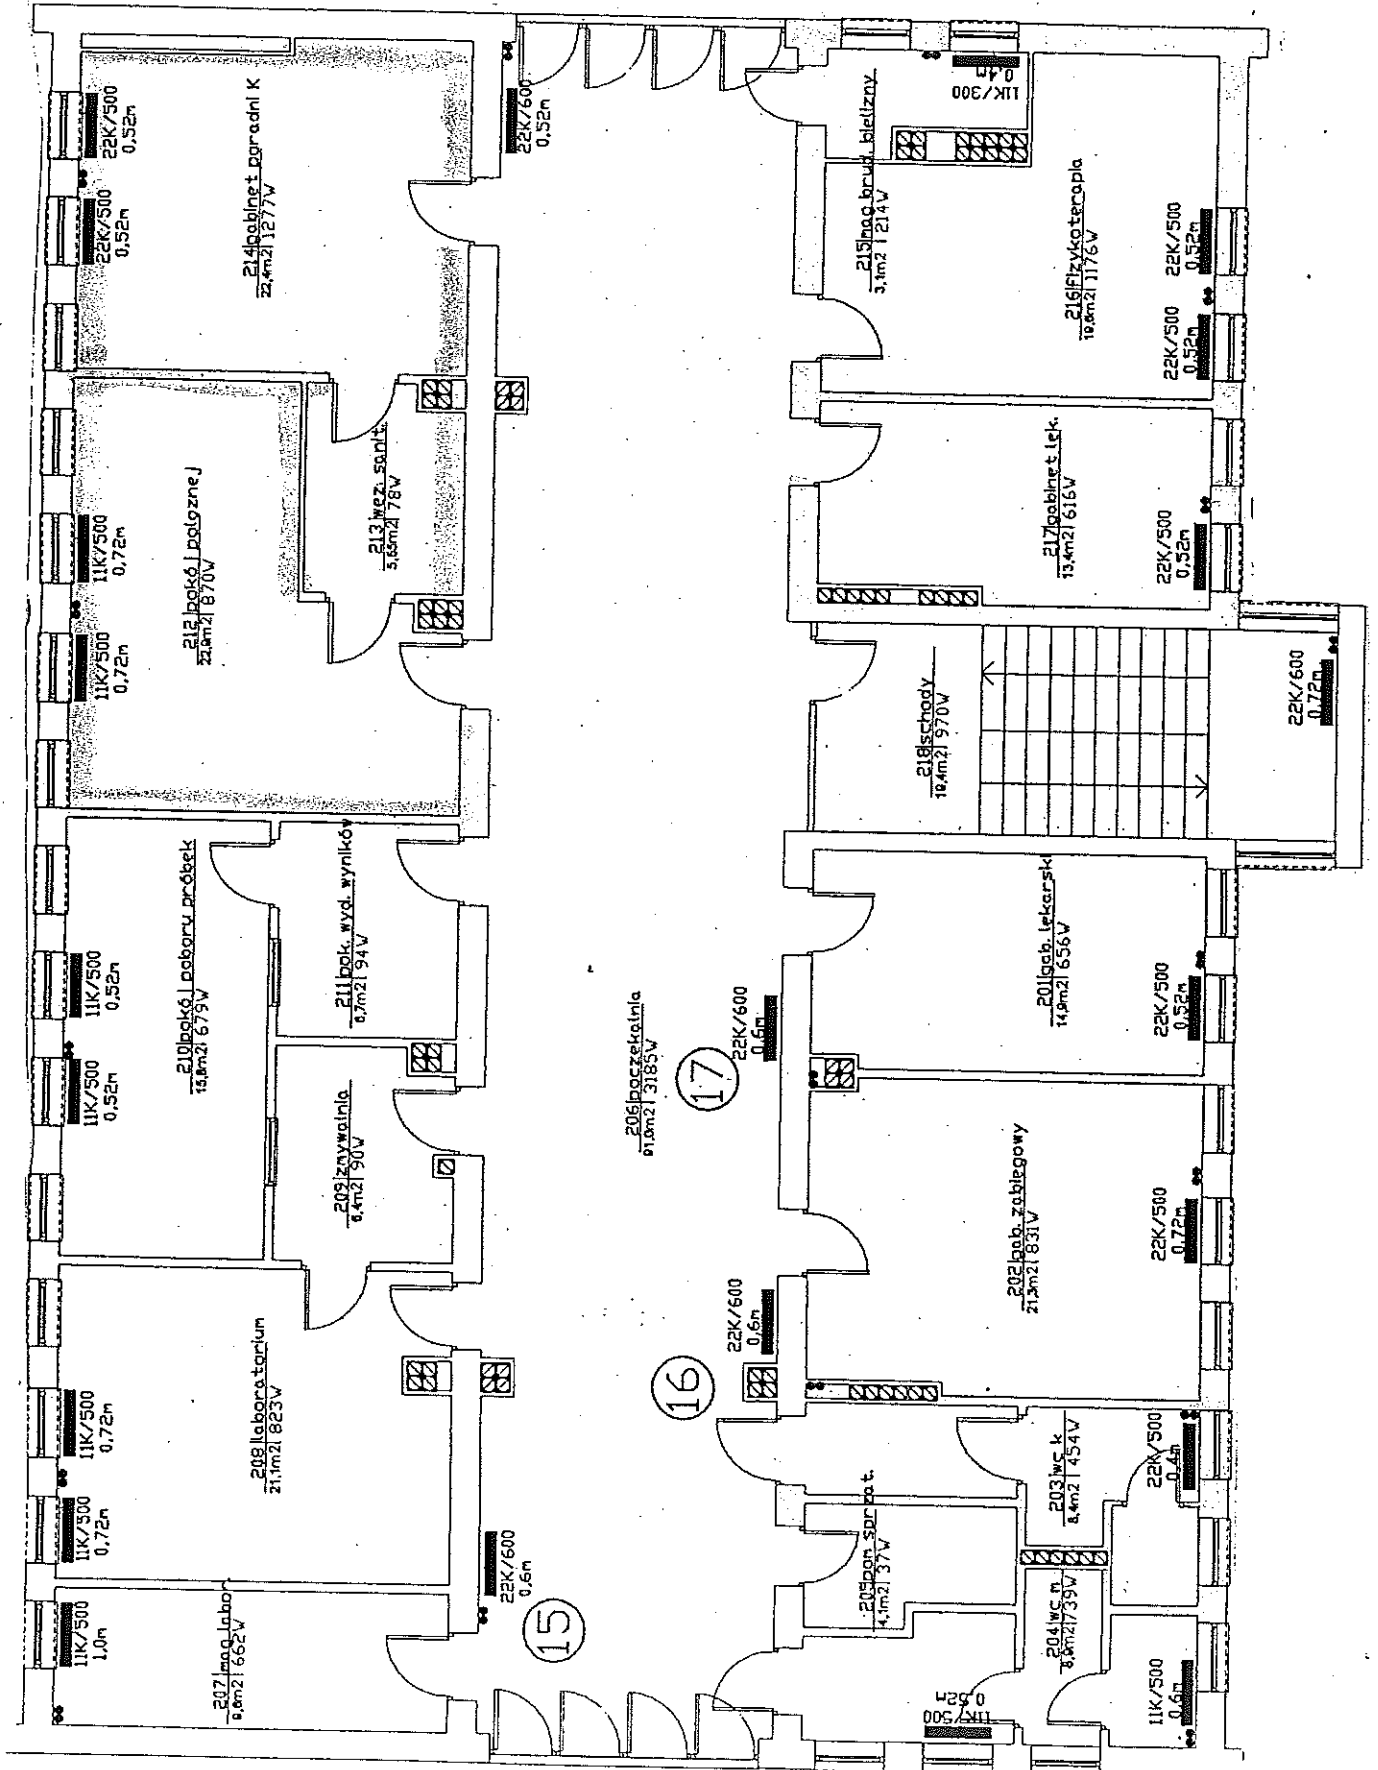 22K/500
0,52m
22K/500
0,52m
214|gabinet poradni K
22,4m2| 1277W
22K/600
0,52m
11K/300
0,4m
215|mag.brud. bielizny
3,1m2 | 214W
216|Fizykoterapia
19,6m2| 1176W
22K/500
0,52m
22K/500
0,52m
11K/500
0,72m
11K/500
0,72m
212|pokój położnej
22,9m2| 870W
213|węz. sanit.
5,65m2| 78W
217|gabinet lek.
13,4m2| 616W
22K/500
0,52m
218|schody
19,4m2| 970W
22K/600
0,72m
210|pokój poboru próbek
15,8m2| 679W
11K/500
0,52m
11K/500
0,52m
211|pok. wyd. wyników
6,7m2| 94W
209|zmywalnia
6,4m2| 90W
206|poczekalnia
91,0m2| 3185W
22K/600
0,6m
17
201|gab. lekarski
14,9m2| 656W
22K/500
0,52m
202|gab. zabiegowy
21,3m2| 831W
22K/500
0,72m
22K/600
0,6m
16
208|laboratorium
21,1m2| 823W
11K/500
0,72m
11K/500
0,72m
22K/600
0,6m
15
203|wc k
8,4m2 | 454W
22K/500
0,4m
205|pom sprzat.
4,1m2| 37W
204|wc m
8,9m2|739W
11K/500
0,52m
11K/500
0,6m
207|mag labo
9,6m2| 662W
11K/500
1,0m